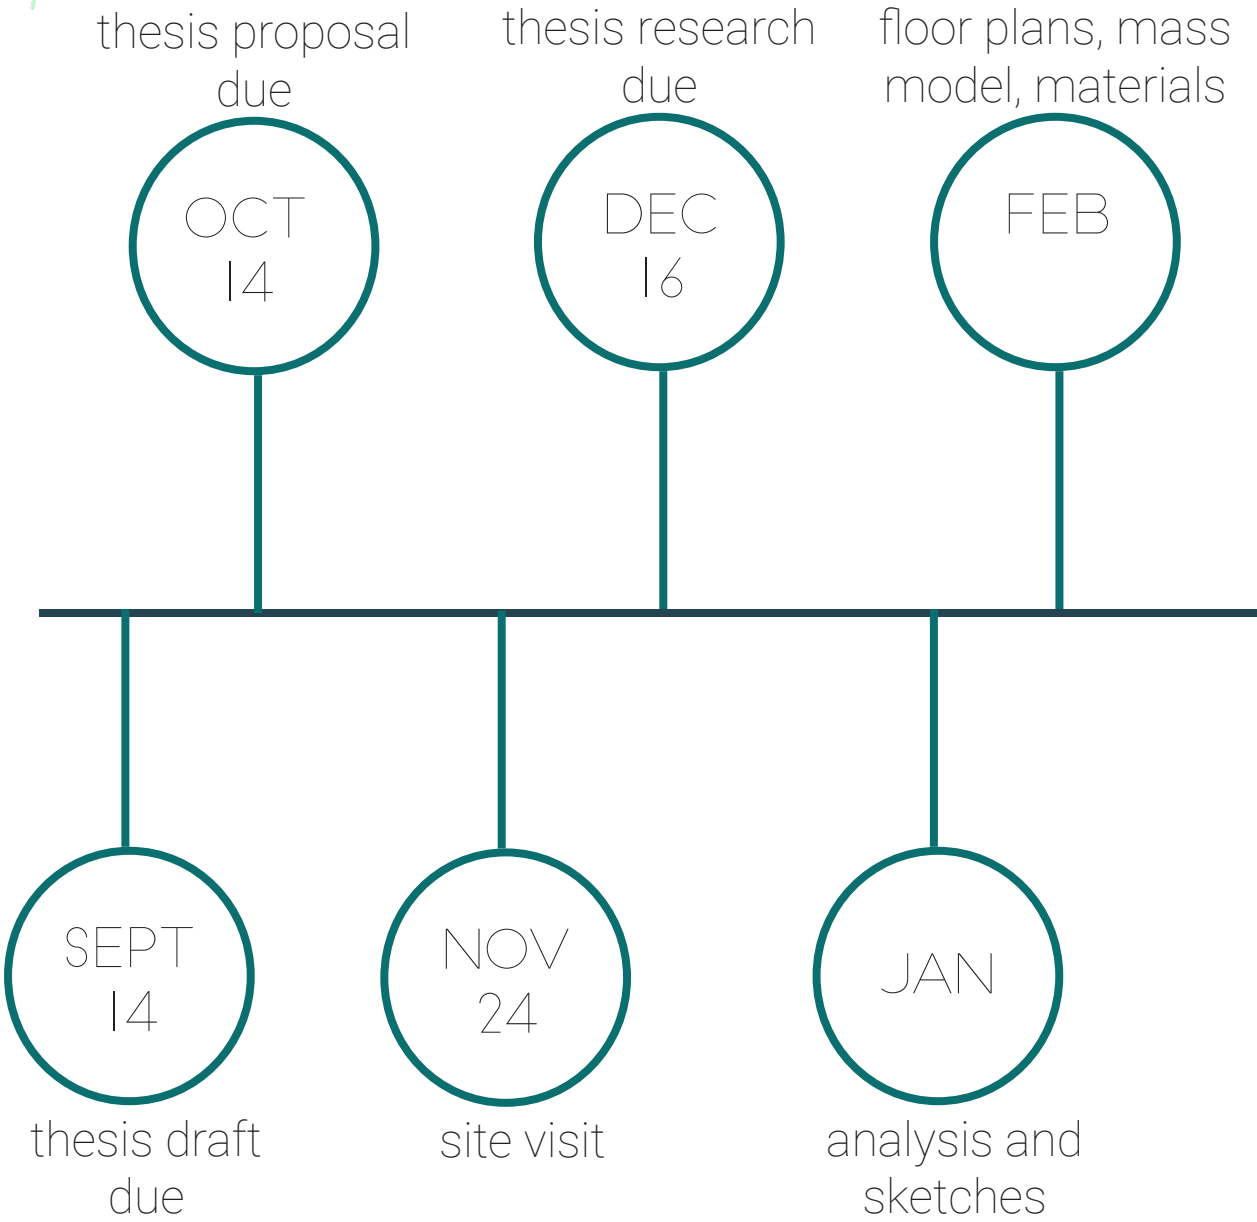 thesis proposal
due
OCT
14
thesis research
due
DEC
16
floor plans, mass
model, materials
FEB
SEPT
14
thesis draft
due
NOV
24
site visit
JAN
analysis and
sketches